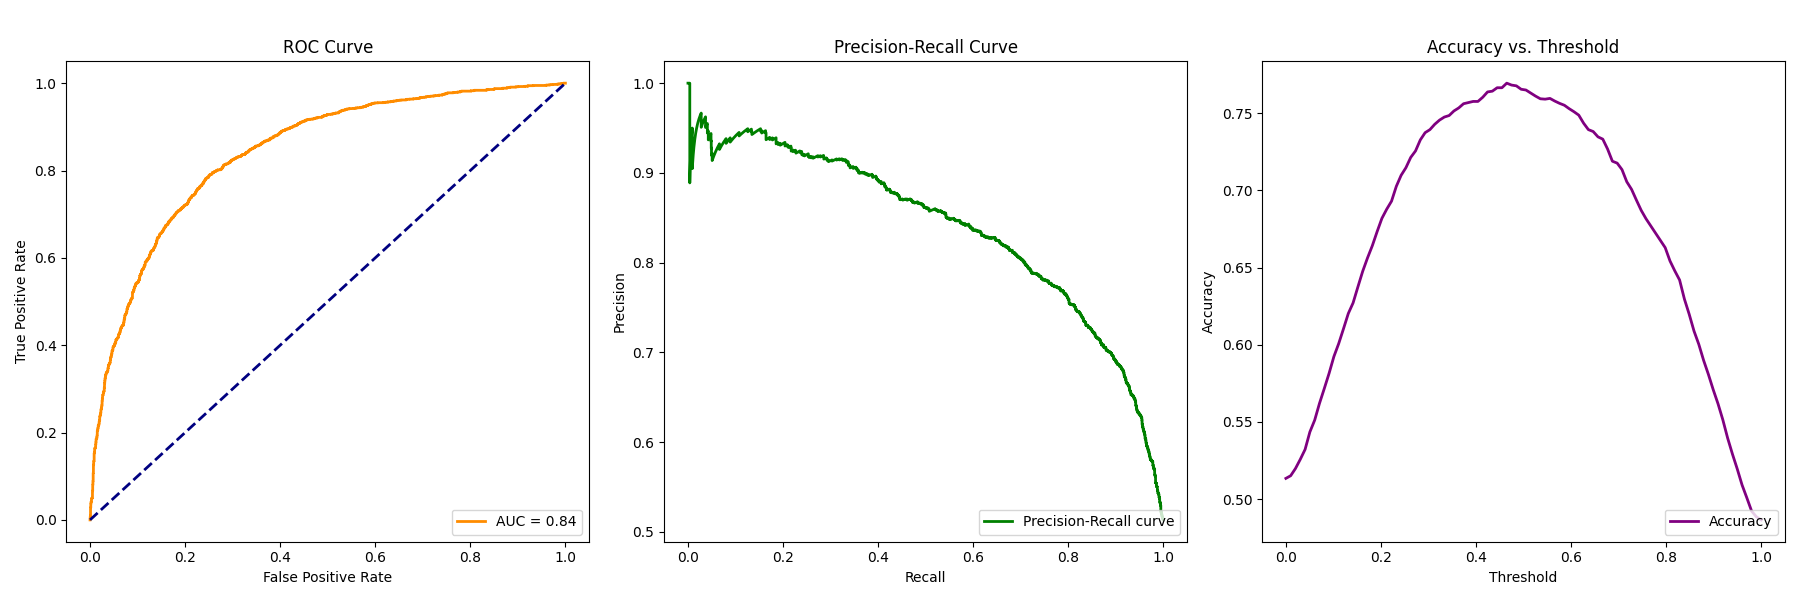 ROC Curve
True Positive Rate
1.0
0.8
0.6
0.4
0.2
0.0
0.0 0.2 0.4 0.6 0.8 1.0
False Positive Rate
AUC = 0.84
Precision-Recall Curve
Precision
1.0
0.9
0.8
0.7
0.6
0.5
0.0 0.2 0.4 0.6 0.8 1.0
Recall
Precision-Recall curve
Accuracy vs. Threshold
Accuracy
0.75
0.70
0.65
0.60
0.55
0.50
0.0 0.2 0.4 0.6 0.8 1.0
Threshold
Accuracy